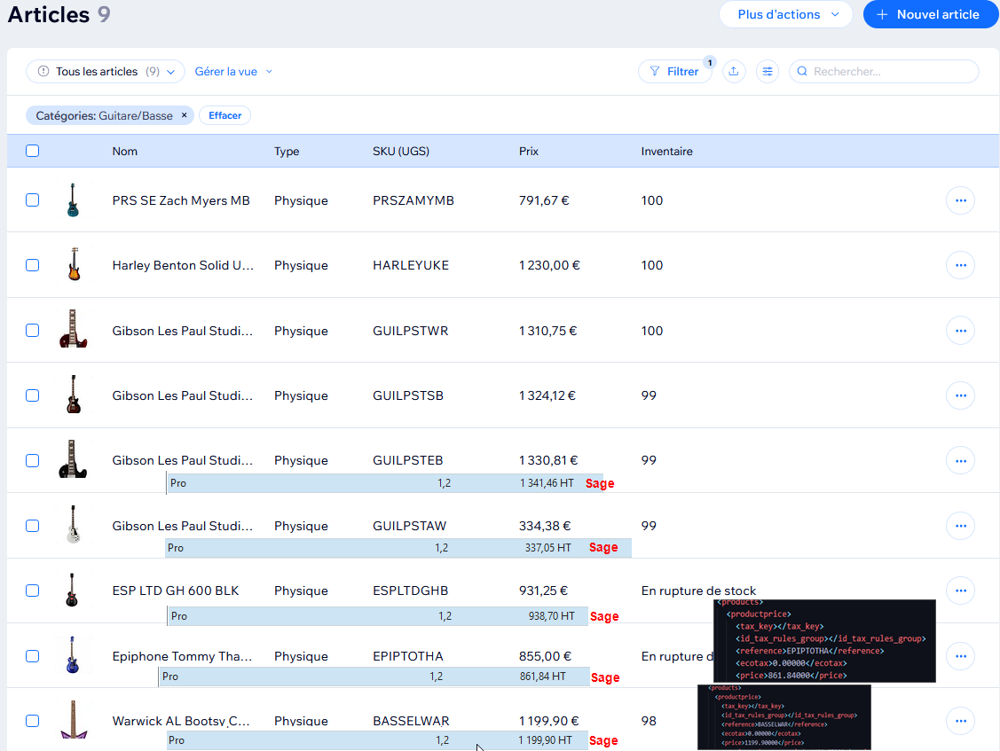 Articles 9
Plus d'actions
+ Nouvel article
Tous les articles (9)
Gérer la vue
Filtrer
1
Rechercher...
Catégories: Guitare/Basse ×
Effacer
Nom Type SKU (UGS) Prix Inventaire
PRS SE Zach Myers MB Physique PRSZAMYMB 791,67 € 100
Harley Benton Solid U... Physique HARLEYUKE 1 230,00 € 100
Gibson Les Paul Studi... Physique GUILPSTWR 1 310,75 € 100
Gibson Les Paul Studi... Physique GUILPSTSB 1 324,12 € 99
Gibson Les Paul Studi... Physique GUILPSTEB 1 330,81 € 99
Pro 1,2 1 341,46 HT Sage
Gibson Les Paul Studi... Physique GUILPSTAW 334,38 € 99
Pro 1,2 337,05 HT Sage
ESP LTD GH 600 BLK Physique ESPLTDGHB 931,25 € En rupture de stock
Pro 1,2 938,70 HT Sage
<products>
<productprice>
<tax_key></tax_key>
<id_tax_rules_group></id_tax_rules_group>
<reference>EPIPTOTHA</reference>
<ecotax>0.00000</ecotax>
<price>861.84000</price>
Epiphone Tommy Tha... Physique EPIPTOTHA 855,00 € En rupture d
Pro 1,2 861,84 HT Sage
<products>
<productprice>
<tax_key></tax_key>
<id_tax_rules_group></id_tax_rules_group>
<reference>BASSELWAR</reference>
<ecotax>0.00000</ecotax>
<price>1199.90000</price>
Warwick AL Bootsy C... Physique BASSELWAR 1 199,90 € 98
Pro 1,2 1 199,90 HT Sage